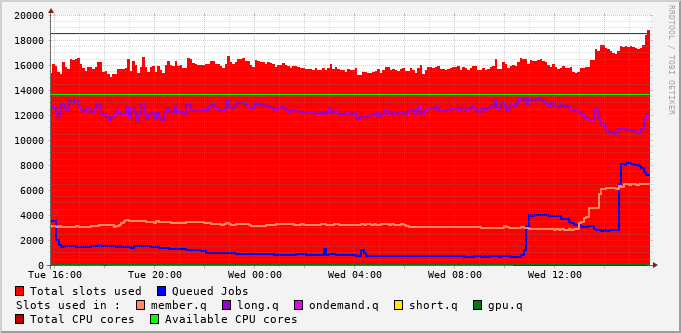 20000
18000
16000
14000
12000
10000
8000
6000
4000
2000
0
Tue 16:00 Tue 20:00 Wed 00:00 Wed 04:00 Wed 08:00 Wed 12:00
RRDTOOL / TOBI OETIKER
Total slots used Queued Jobs
Slots used in : member.q long.q ondemand.q short.q gpu.q
Total CPU cores Available CPU cores